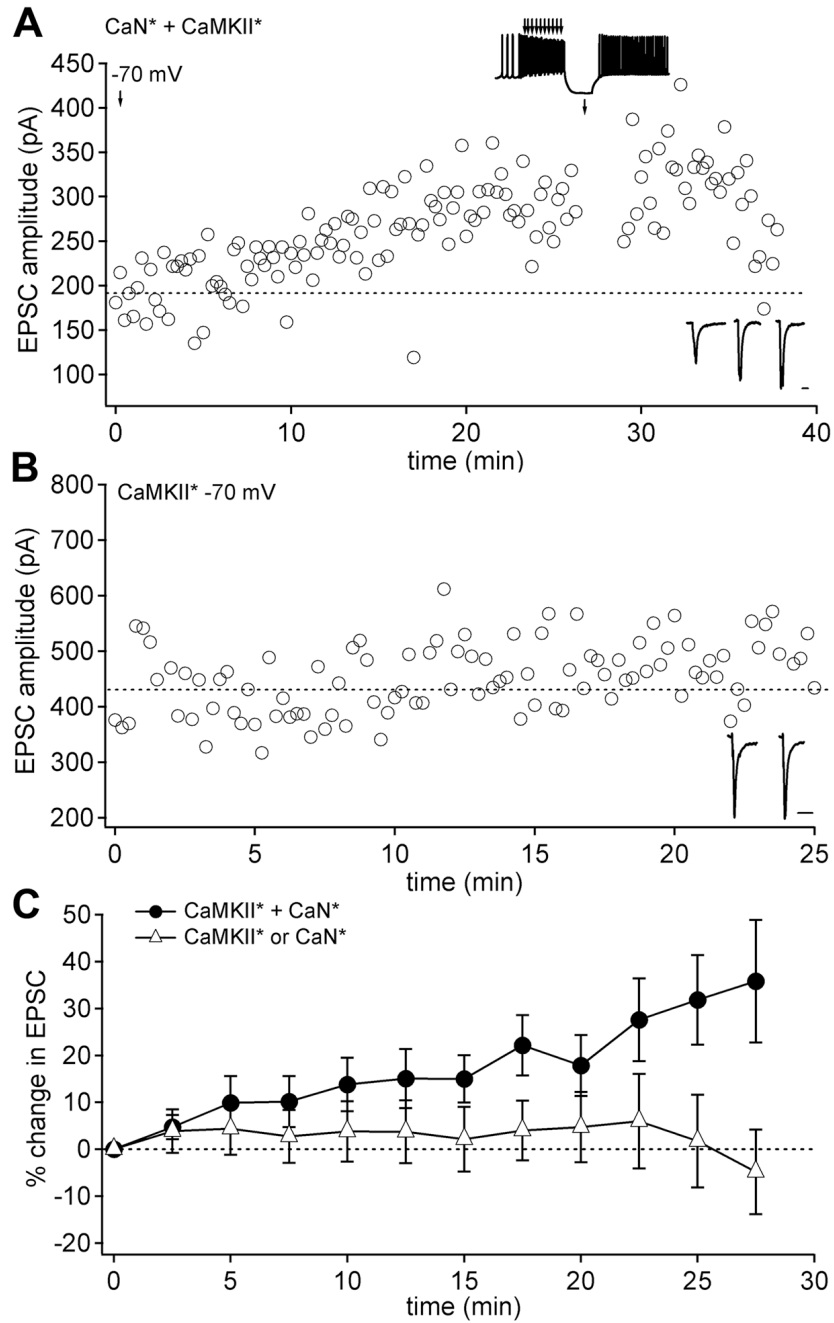 A
CaN* + CaMKII*
-70 mV
450
400
350
300
250
200
150
100
EPSC amplitude (pA)
0
10
20
30
40
time (min)
B
CaMKII* -70 mV
800
700
600
500
400
300
200
EPSC amplitude (pA)
0
5
10
15
20
25
time (min)
C
CaMKII* + CaN*
CaMKII* or CaN*
50
40
30
20
10
0
-10
-20
% change in EPSC
0
5
10
15
20
25
30
time (min)